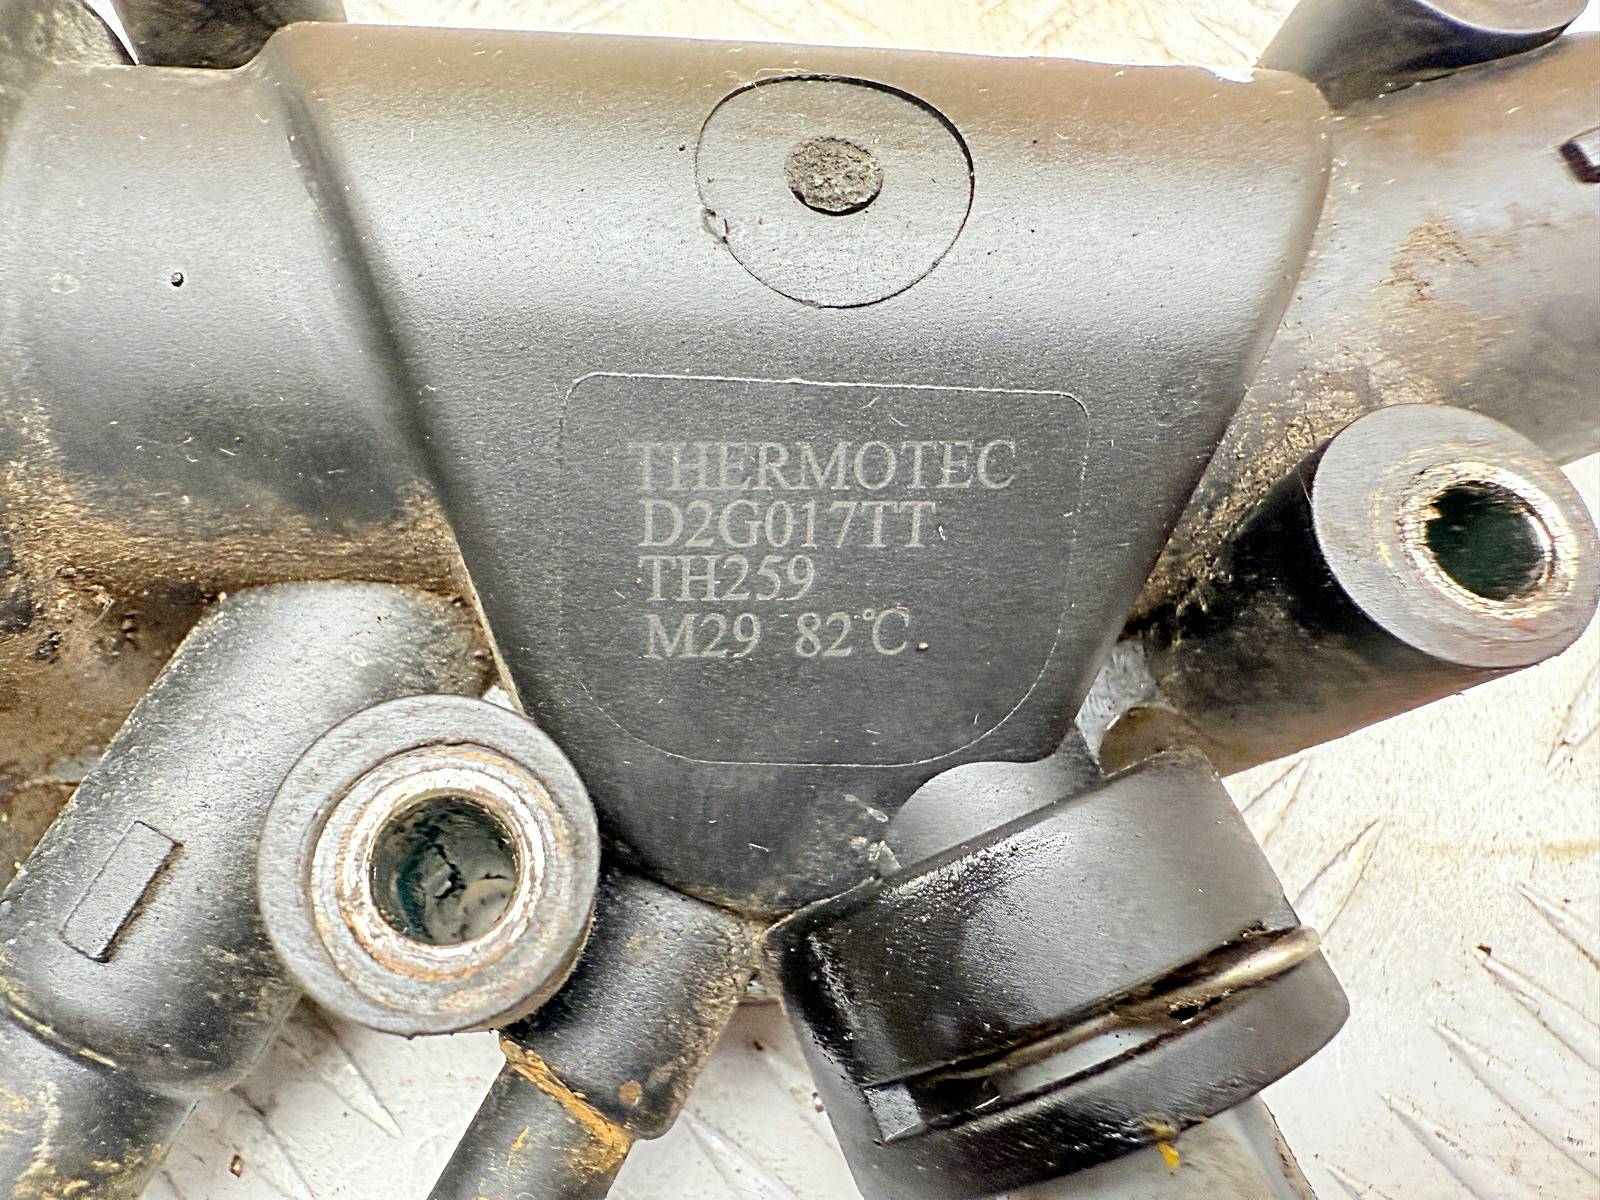 THERMOTEC
D2G017TT
TH259
M29 82℃